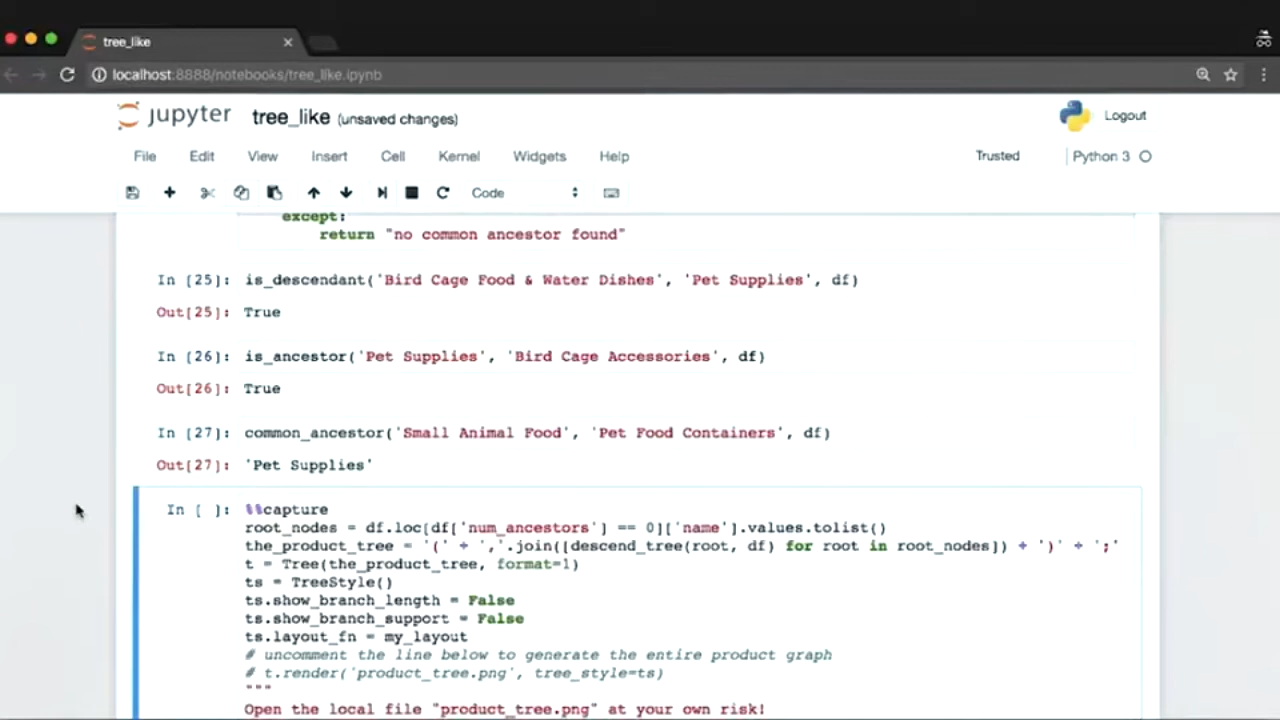 tree_like
localhost:8888/notebooks/tree_like.ipynb
jupyter tree_like (unsaved changes)
Logout
File Edit View Insert Cell Kernel Widgets Help
Trusted
Python 3
Code
except:
return "no common ancestor found"
In [25]: is_descendant('Bird Cage Food & Water Dishes', 'Pet Supplies', df)
Out[25]: True
In [26]: is_ancestor('Pet Supplies', 'Bird Cage Accessories', df)
Out[26]: True
In [27]: common_ancestor('Small Animal Food', 'Pet Food Containers', df)
Out[27]: 'Pet Supplies'
In [ ]: %%capture
root_nodes = df.loc[df['num_ancestors'] == 0]['name'].values.tolist()
the_product_tree = '(' + ','.join([descend_tree(root, df) for root in root_nodes]) + ')' + ';'
t = Tree(the_product_tree, format=1)
ts = TreeStyle()
ts.show_branch_length = False
ts.show_branch_support = False
ts.layout_fn = my_layout
# uncomment the line below to generate the entire product graph
# t.render('product_tree.png', tree_style=ts)
"""
Open the local file "product_tree.png" at your own risk!